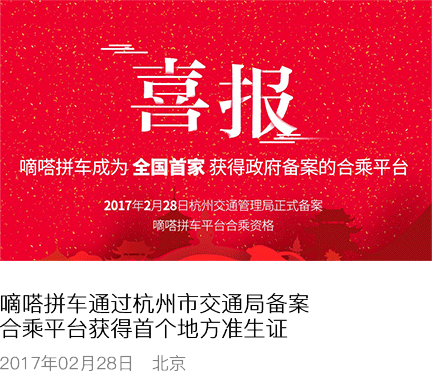 喜报
嘀嗒拼车成为 全国首家 获得政府备案的合乘平台
2017年2月28日杭州交通管理局正式备案
嘀嗒拼车平台合乘资格
嘀嗒拼车通过杭州市交通局备案
合乘平台获得首个地方准生证
2017年02月28日 北京